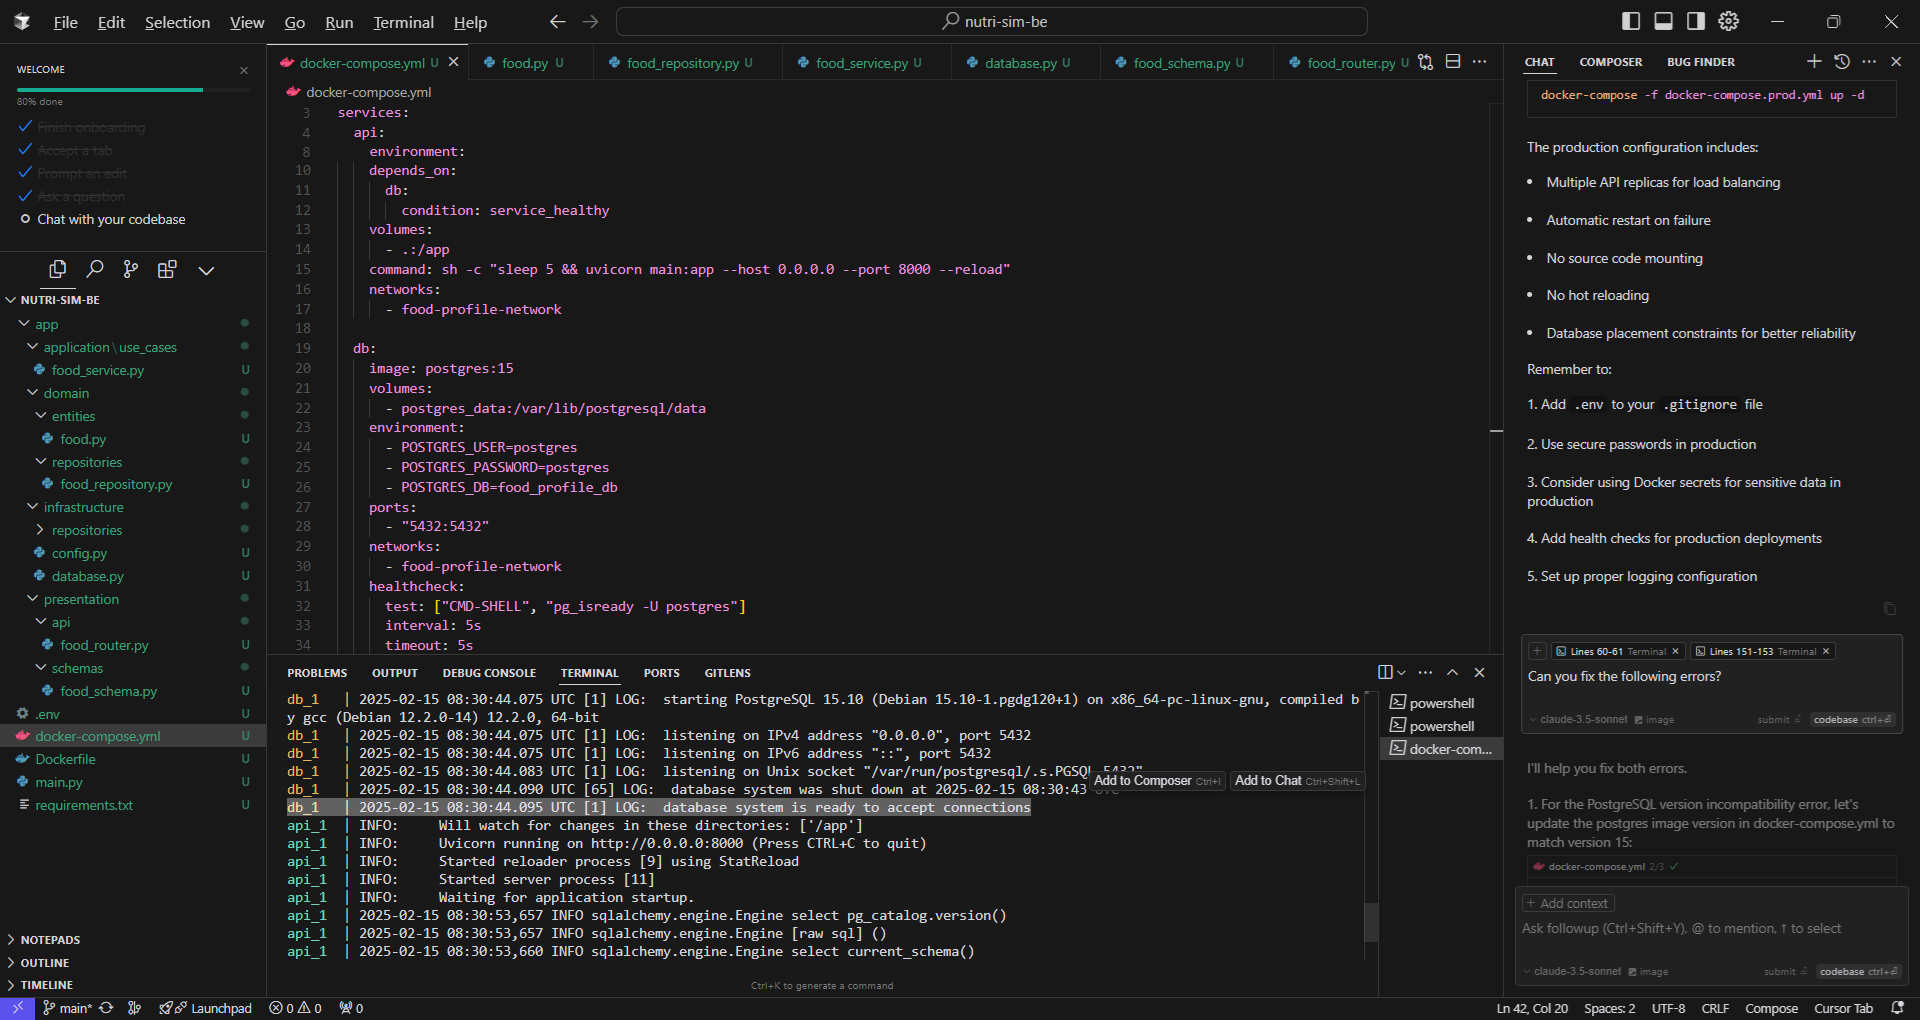 File Edit Selection View Go Run Terminal Help
nutri-sim-be
WELCOME
80% done
Finish onboarding
Accept a tab
Prompt an edit
Ask a question
Chat with your codebase
NUTRI-SIM-BE
app
application\use_cases
food_service.py U
domain
entities
food.py U
repositories
food_repository.py U
infrastructure
repositories
config.py U
database.py U
presentation
api
food_router.py U
schemas
food_schema.py U
.env U
docker-compose.yml U
Dockerfile U
main.py U
requirements.txt U
NOTEPADS
OUTLINE
TIMELINE
docker-compose.yml U food.py U food_repository.py U food_service.py U database.py U food_schema.py U food_router.py U
docker-compose.yml
3 services:
4 api:
8 environment:
10 depends_on:
11 db:
12 condition: service_healthy
13 volumes:
14 - .:/app
15 command: sh -c "sleep 5 && uvicorn main:app --host 0.0.0.0 --port 8000 --reload"
16 networks:
17 - food-profile-network
18
19 db:
20 image: postgres:15
21 volumes:
22 - postgres_data:/var/lib/postgresql/data
23 environment:
24 - POSTGRES_USER=postgres
25 - POSTGRES_PASSWORD=postgres
26 - POSTGRES_DB=food_profile_db
27 ports:
28 - "5432:5432"
29 networks:
30 - food-profile-network
31 healthcheck:
32 test: ["CMD-SHELL", "pg_isready -U postgres"]
33 interval: 5s
34 timeout: 5s
PROBLEMS OUTPUT DEBUG CONSOLE TERMINAL PORTS GITLENS
db_1 | 2025-02-15 08:30:44.075 UTC [1] LOG: starting PostgreSQL 15.10 (Debian 15.10-1.pgdg120+1) on x86_64-pc-linux-gnu, compiled b
y gcc (Debian 12.2.0-14) 12.2.0, 64-bit
db_1 | 2025-02-15 08:30:44.075 UTC [1] LOG: listening on IPv4 address "0.0.0.0", port 5432
db_1 | 2025-02-15 08:30:44.075 UTC [1] LOG: listening on IPv6 address "::", port 5432
db_1 | 2025-02-15 08:30:44.083 UTC [1] LOG: listening on Unix socket "/var/run/postgresql/.s.PGSQL.5432"
Add to Composer Ctrl+I Add to Chat Ctrl+Shift+L
db_1 | 2025-02-15 08:30:44.090 UTC [65] LOG: database system was shut down at 2025-02-15 08:30:43 UTC
db_1 | 2025-02-15 08:30:44.095 UTC [1] LOG: database system is ready to accept connections
api_1 | INFO: Will watch for changes in these directories: ['/app']
api_1 | INFO: Uvicorn running on http://0.0.0.0:8000 (Press CTRL+C to quit)
api_1 | INFO: Started reloader process [9] using StatReload
api_1 | INFO: Started server process [11]
api_1 | INFO: Waiting for application startup.
api_1 | 2025-02-15 08:30:53,657 INFO sqlalchemy.engine.Engine select pg_catalog.version()
api_1 | 2025-02-15 08:30:53,657 INFO sqlalchemy.engine.Engine [raw sql] ()
api_1 | 2025-02-15 08:30:53,660 INFO sqlalchemy.engine.Engine select current_schema()
Ctrl+K to generate a command
powershell
powershell
docker-com...
CHAT COMPOSER BUG FINDER
docker-compose -f docker-compose.prod.yml up -d
The production configuration includes:
• Multiple API replicas for load balancing
• Automatic restart on failure
• No source code mounting
• No hot reloading
• Database placement constraints for better reliability
Remember to:
1. Add .env to your .gitignore file
2. Use secure passwords in production
3. Consider using Docker secrets for sensitive data in
production
4. Add health checks for production deployments
5. Set up proper logging configuration
+ Lines 60-61 Terminal × Lines 151-153 Terminal ×
Can you fix the following errors?
claude-3.5-sonnet image submit codebase ctrl+⏎
I'll help you fix both errors.
1. For the PostgreSQL version incompatibility error, let's
update the postgres image version in docker-compose.yml to
match version 15:
docker-compose.yml 2/3 ✓
+ Add context
Ask followup (Ctrl+Shift+Y), @ to mention, ↑ to select
claude-3.5-sonnet image submit codebase ctrl+⏎
main* Launchpad 0 0 0 Ln 42, Col 20 Spaces: 2 UTF-8 CRLF Compose Cursor Tab